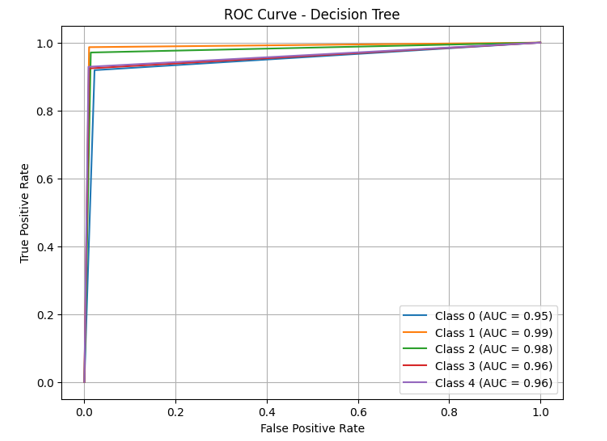 ROC Curve - Decision Tree
True Positive Rate
1.0
0.8
0.6
0.4
0.2
0.0
Class 0 (AUC = 0.95)
Class 1 (AUC = 0.99)
Class 2 (AUC = 0.98)
Class 3 (AUC = 0.96)
Class 4 (AUC = 0.96)
0.0 0.2 0.4 0.6 0.8 1.0
False Positive Rate